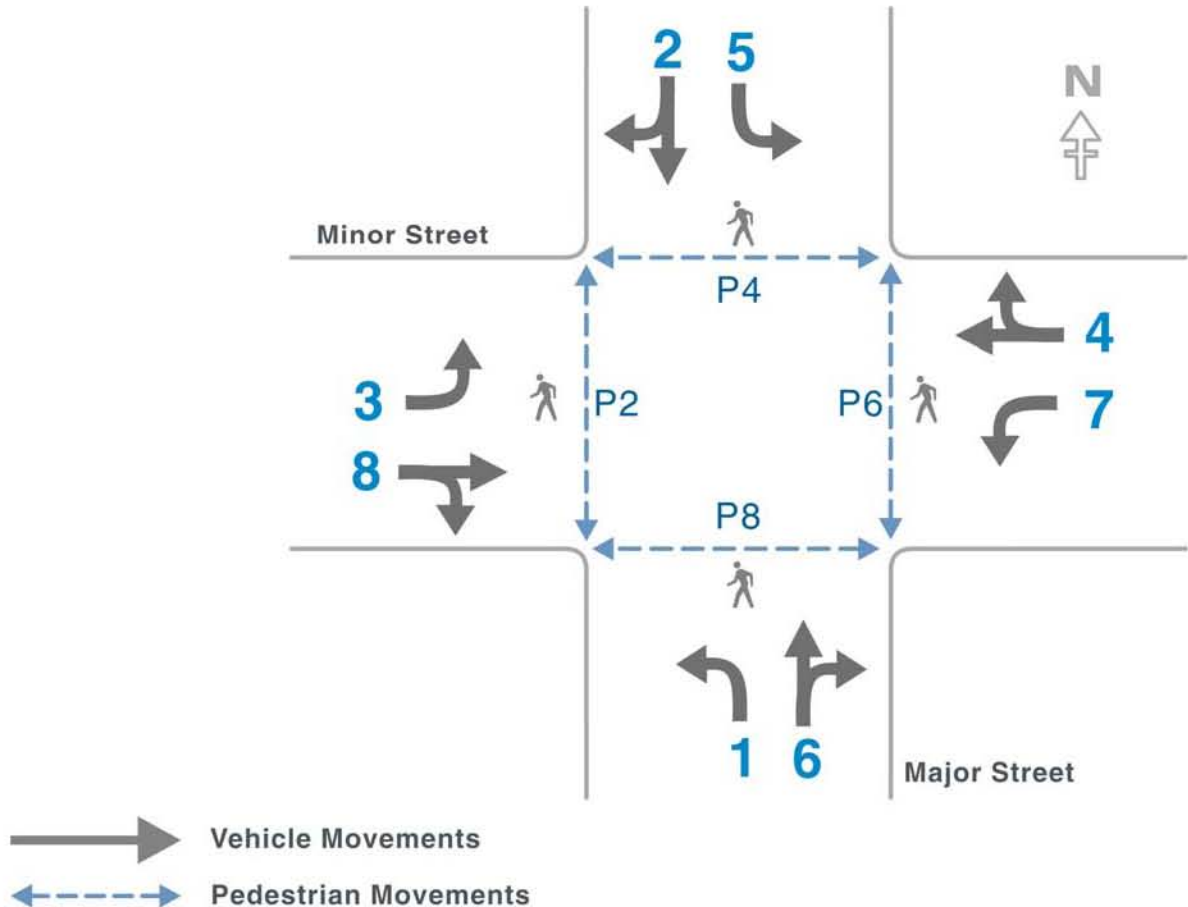 2 5
N
Minor Street
P4
4
3
P2
P6
7
8
P8
1 6
Major Street
Vehicle Movements
Pedestrian Movements